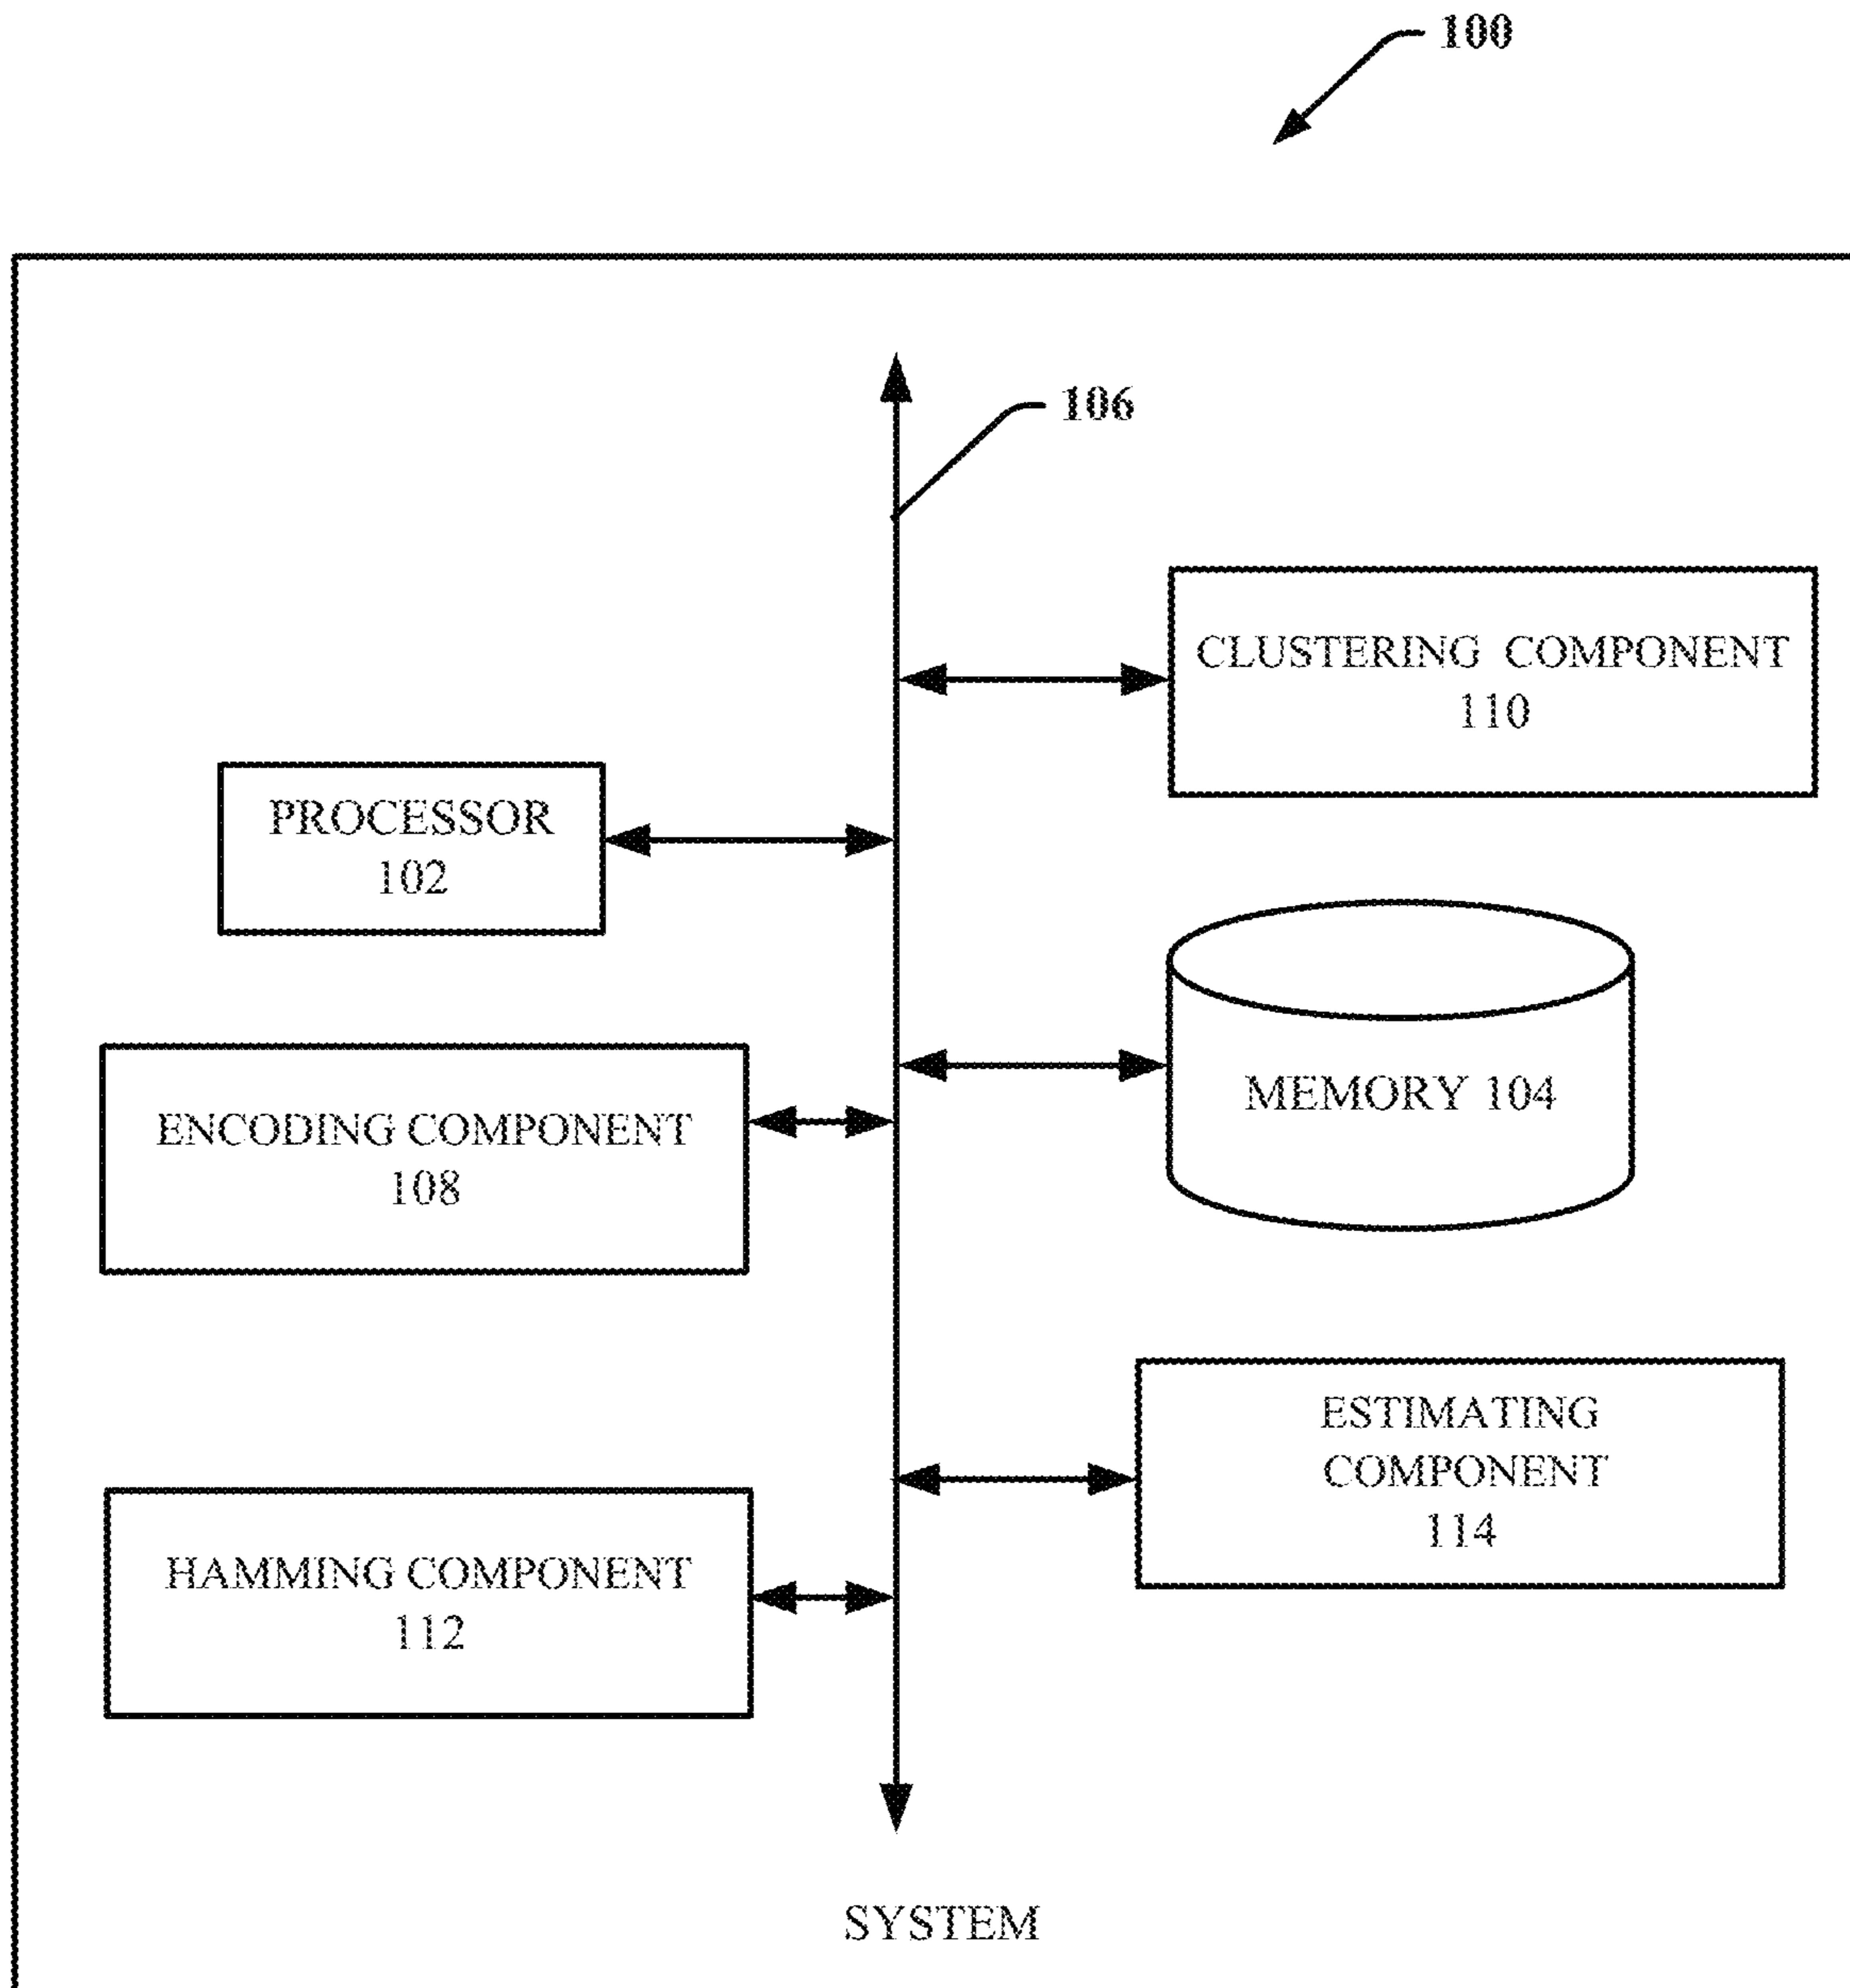 100
106
CLUSTERING COMPONENT
110
PROCESSOR
102
MEMORY 104
ENCODING COMPONENT
108
ESTIMATING
COMPONENT
114
HAMMING COMPONENT
112
SYSTEM